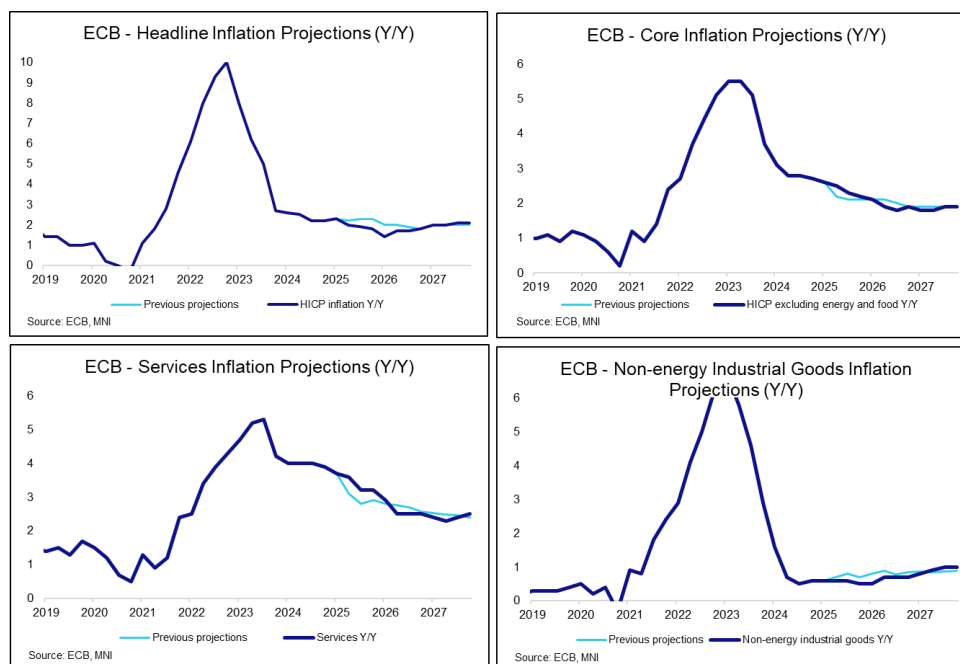 ECB - Headline Inflation Projections (Y/Y)
10
9
8
7
6
5
4
3
2
1
0
2019 2020 2021 2022 2023 2024 2025 2026 2027
Previous projections HICP inflation Y/Y
Source: ECB, MNI
ECB - Core Inflation Projections (Y/Y)
6
5
4
3
2
1
0
2019 2020 2021 2022 2023 2024 2025 2026 2027
Previous projections HICP excluding energy and food Y/Y
Source: ECB, MNI
ECB - Services Inflation Projections (Y/Y)
6
5
4
3
2
1
0
2019 2020 2021 2022 2023 2024 2025 2026 2027
Previous projections Services Y/Y
Source: ECB, MNI
ECB - Non-energy Industrial Goods Inflation
Projections (Y/Y)
6
5
4
3
2
1
0
2019 2020 2021 2022 2023 2024 2025 2026 2027
Previous projections Non-energy industrial goods Y/Y
Source: ECB, MNI